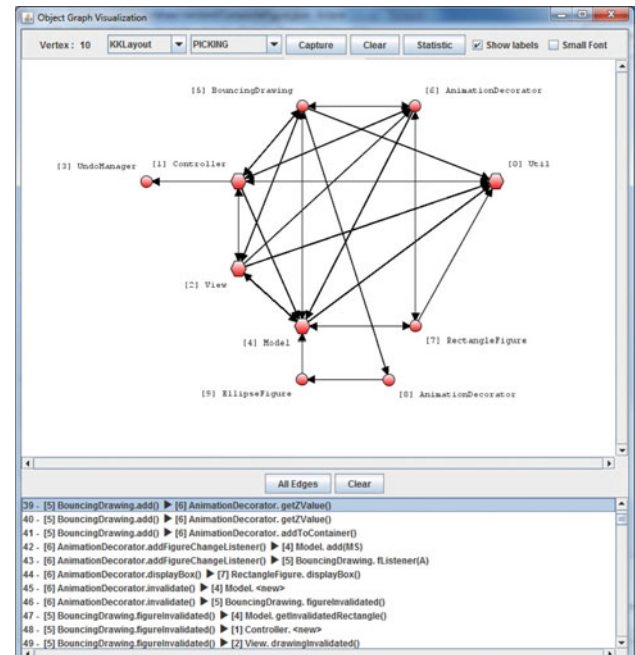 Object Graph Visualization
Vertex : 10 KKLayout PICKING Capture Clear Statistic Show labels Small Font
[5] BouncingDrawing [6] AnimationDecorator
[3] UndoManager [1] Controller [0] Util
[2] View
[4] Model [7] RectangleFigure
[9] EllipseFigure [8] AnimationDecorator
All Edges Clear
39 - [5] BouncingDrawing.add() ▶ [6] AnimationDecorator. getZValue()
40 - [5] BouncingDrawing.add() ▶ [6] AnimationDecorator. getZValue()
41 - [5] BouncingDrawing.add() ▶ [6] AnimationDecorator. addToContainer()
42 - [6] AnimationDecorator.addFigureChangeListener() ▶ [4] Model. add(MS)
43 - [6] AnimationDecorator.addFigureChangeListener() ▶ [5] BouncingDrawing. fListener(A)
44 - [6] AnimationDecorator.displayBox() ▶ [7] RectangleFigure. displayBox()
45 - [6] AnimationDecorator.invalidate() ▶ [4] Model. <new>
46 - [6] AnimationDecorator.invalidate() ▶ [5] BouncingDrawing. figureInvalidated()
47 - [5] BouncingDrawing.figureInvalidated() ▶ [4] Model. getInvalidatedRectangle()
48 - [5] BouncingDrawing.figureInvalidated() ▶ [1] Controller. <new>
49 - [5] BouncingDrawing.figureInvalidated() ▶ [2] View. drawingInvalidated()